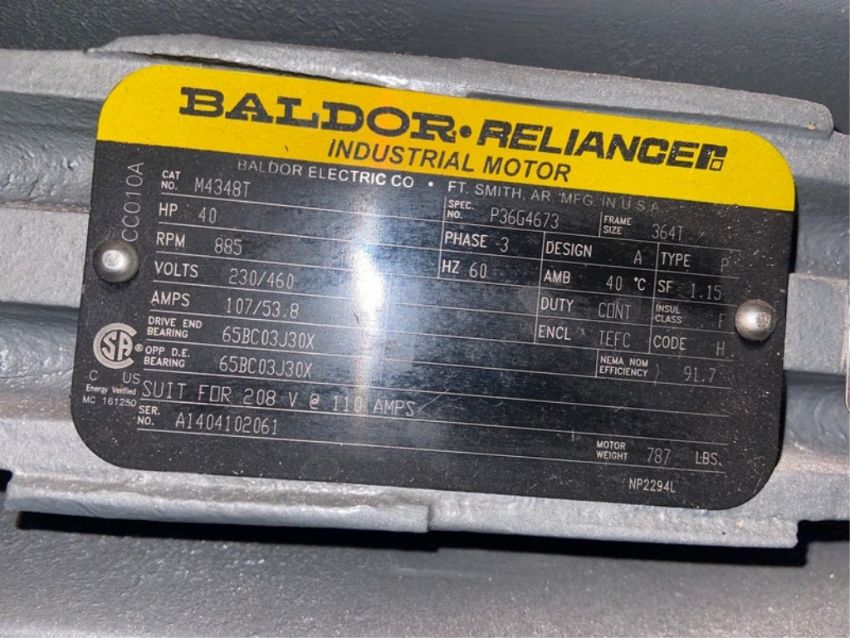 BALDOR • RELIANCER
INDUSTRIAL MOTOR
BALDOR ELECTRIC CO • FT. SMITH, AR MFG. IN U.S.A.
CC010A
CAT. NO. M4348T SPEC. NO. P36G4673 FRAME SIZE 364T
HP 40 PHASE 3 DESIGN A TYPE P
RPM 885 HZ 60 AMB 40 °C SF 1.15
VOLTS 230/460 DUTY CONT INSUL CLASS F
AMPS 107/53.8 ENCL TEFC CODE H
DRIVE END BEARING 65BC03J30X NEMA NOM EFFICIENCY 91.7
OPP D.E. BEARING 65BC03J30X
SUIT FOR 208 V @ 110 AMPS
SER. NO. A1404102061 MOTOR WEIGHT 787 LBS.
NP2294L
SA
C US
Energy Verified
MC 161250